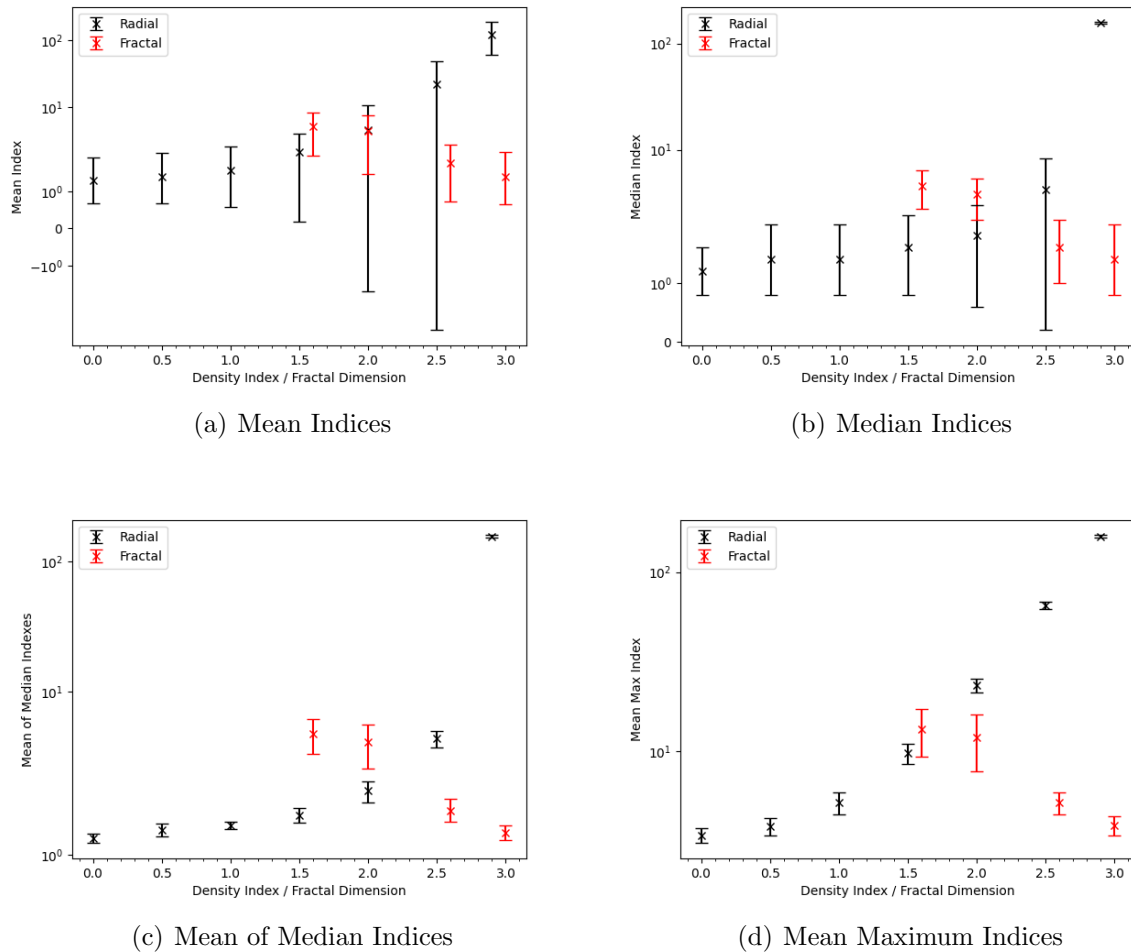 Radial
Fractal
10²
10¹
10⁰
0
−10⁰
Mean Index
0.0 0.5 1.0 1.5 2.0 2.5 3.0
Density Index / Fractal Dimension
(a) Mean Indices
Radial
Fractal
10²
10¹
10⁰
0
Median Index
0.0 0.5 1.0 1.5 2.0 2.5 3.0
Density Index / Fractal Dimension
(b) Median Indices
Radial
Fractal
10²
10¹
10⁰
Mean of Median Indexes
0.0 0.5 1.0 1.5 2.0 2.5 3.0
Density Index / Fractal Dimension
(c) Mean of Median Indices
Radial
Fractal
10²
10¹
Mean Max Index
0.0 0.5 1.0 1.5 2.0 2.5 3.0
Density Index / Fractal Dimension
(d) Mean Maximum Indices